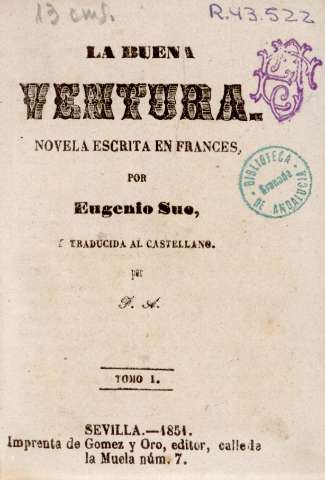 13 cms.
R.43.522
LA BUENA
VENTURA.
NOVELA ESCRITA EN FRANCES,
POR
Eugenio Sue,
É TRADUCIDA AL CASTELLANO.
por
BIBLIOTECA
DE ANDALUCIA
Granada
TOMO I.
SEVILLA.—1851.
Imprenta de Gomez y Oro, editor, calle da
la Muela núm. 7.